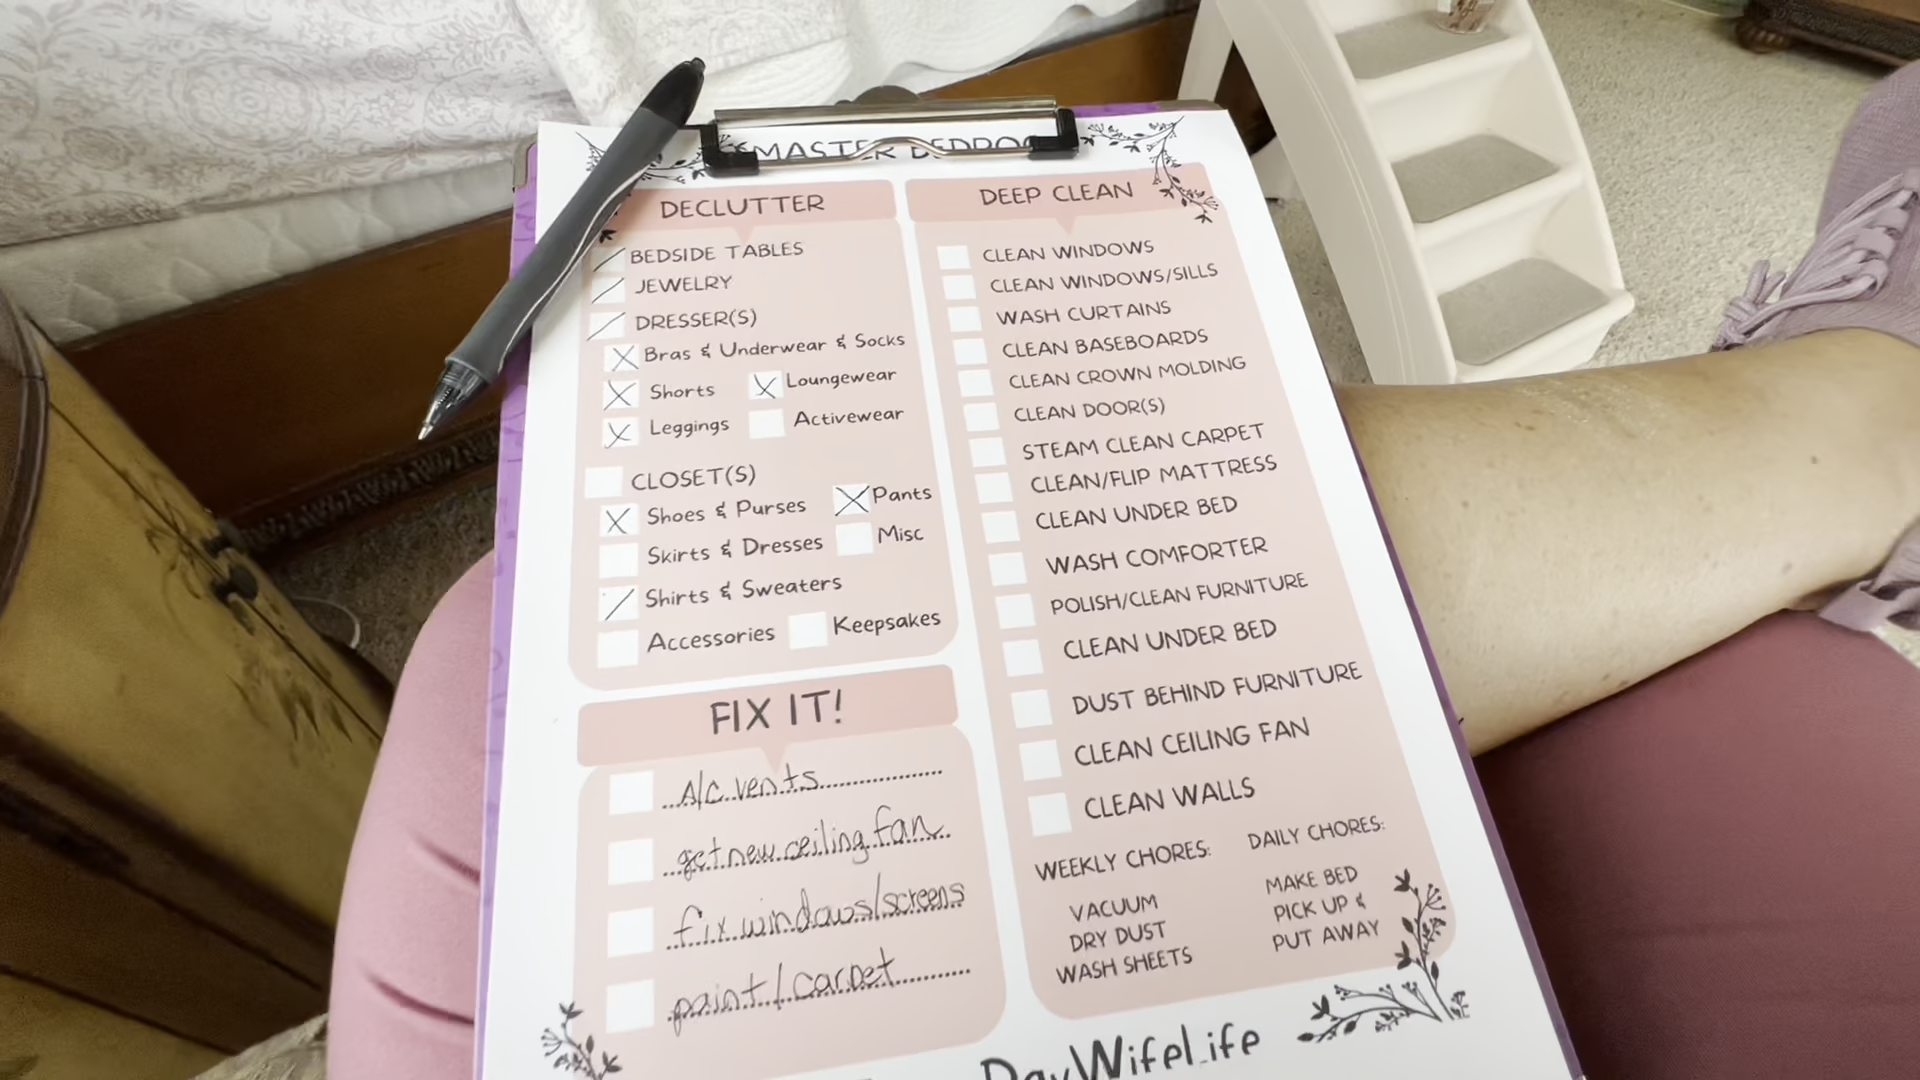 MASTER BEDROO
DECLUTTER
BEDSIDE TABLES
JEWELRY
DRESSER(S)
Bras & Underwear & Socks
Shorts Loungewear
Leggings Activewear
CLOSET(S)
Shoes & Purses Pants
Skirts & Dresses Misc
Shirts & Sweaters
Accessories Keepsakes
FIX IT!
A/C vents
get new ceiling fan
fix windows/screens
paint/carpet
DEEP CLEAN
CLEAN WINDOWS
CLEAN WINDOWS/SILLS
WASH CURTAINS
CLEAN BASEBOARDS
CLEAN CROWN MOLDING
CLEAN DOOR(S)
STEAM CLEAN CARPET
CLEAN/FLIP MATTRESS
CLEAN UNDER BED
WASH COMFORTER
POLISH/CLEAN FURNITURE
CLEAN UNDER BED
DUST BEHIND FURNITURE
CLEAN CEILING FAN
CLEAN WALLS
WEEKLY CHORES:
VACUUM
DRY DUST
WASH SHEETS
DAILY CHORES:
MAKE BED
PICK UP &
PUT AWAY
DayWifeLife